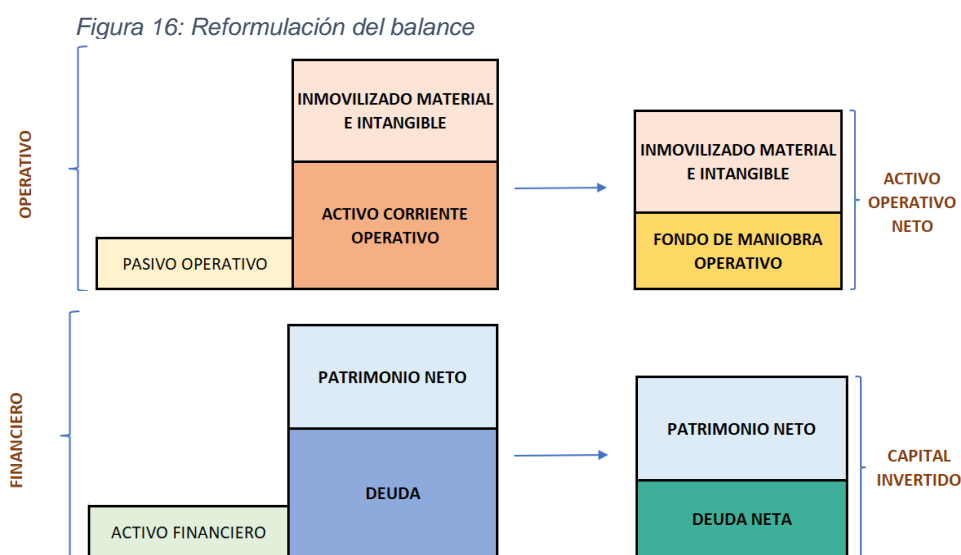 Figura 16: Reformulación del balance
OPERATIVO
INMOVILIZADO MATERIAL
E INTANGIBLE
ACTIVO CORRIENTE
OPERATIVO
PASIVO OPERATIVO
INMOVILIZADO MATERIAL
E INTANGIBLE
FONDO DE MANIOBRA
OPERATIVO
ACTIVO
OPERATIVO
NETO
FINANCIERO
PATRIMONIO NETO
DEUDA
ACTIVO FINANCIERO
PATRIMONIO NETO
DEUDA NETA
CAPITAL
INVERTIDO